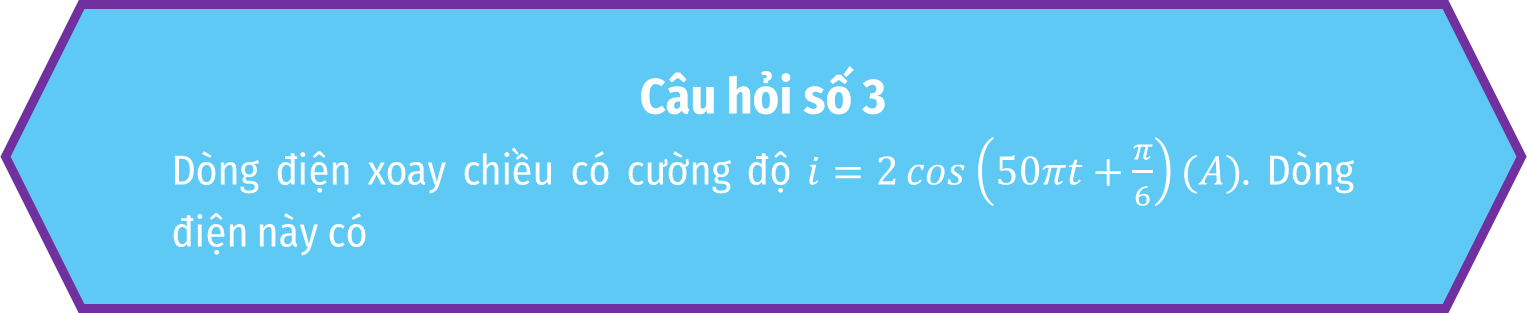 Câu hỏi số 3
Dòng điện xoay chiều có cường độ i = 2 cos (50πt + π/6) (A). Dòng
điện này có